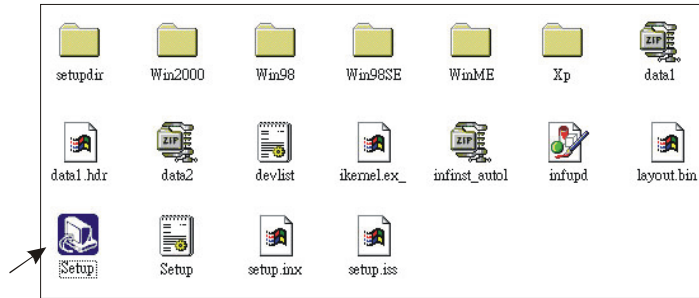 setupdir Win2000 Win98 Win98SE WinME Xp data1
data1.hdr data2 devlist ikernel.ex_ infinst_autol infupd layout.bin
Setup Setup setup.inx setup.iss